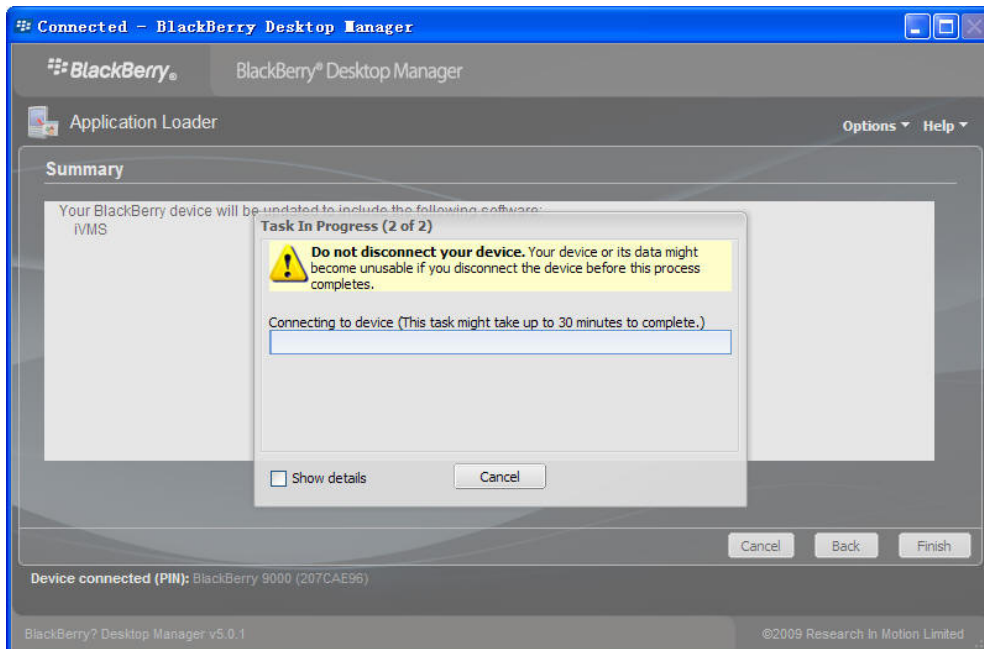 Connected - BlackBerry Desktop Manager
BlackBerry®
BlackBerry® Desktop Manager
Application Loader
Options Help
Summary
Your BlackBerry device will be updated to include the following software:
iVMS
Task In Progress (2 of 2)
Do not disconnect your device. Your device or its data might
become unusable if you disconnect the device before this process
completes.
Connecting to device (This task might take up to 30 minutes to complete.)
Show details
Cancel
Cancel Back Finish
Device connected (PIN): BlackBerry 9000 (207CAE96)
BlackBerry? Desktop Manager v5.0.1
©2009 Research In Motion Limited